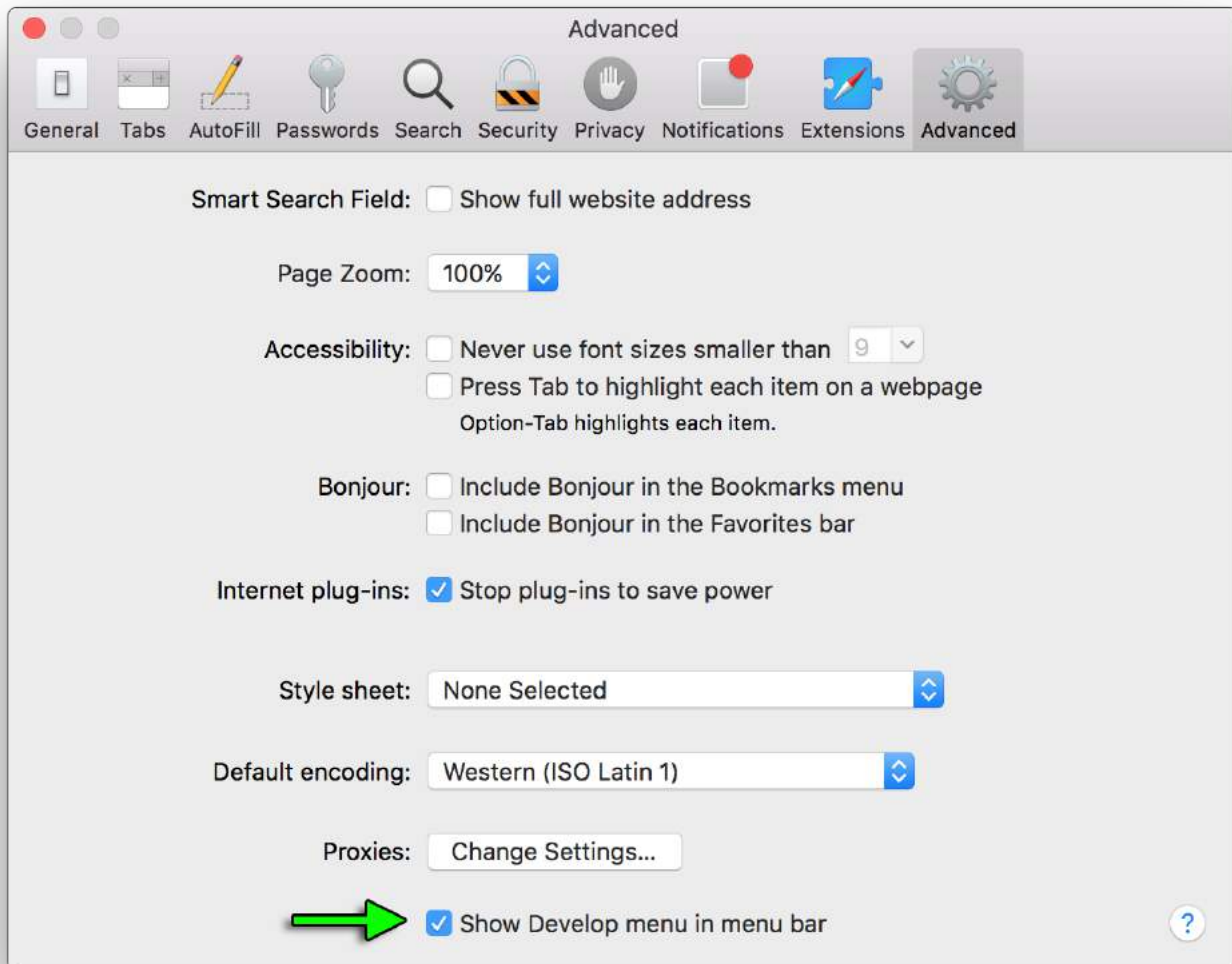 Advanced
General Tabs AutoFill Passwords Search Security Privacy Notifications Extensions Advanced
Smart Search Field: Show full website address
Page Zoom: 100%
Accessibility: Never use font sizes smaller than 9
Press Tab to highlight each item on a webpage
Option-Tab highlights each item.
Bonjour: Include Bonjour in the Bookmarks menu
Include Bonjour in the Favorites bar
Internet plug-ins: Stop plug-ins to save power
Style sheet: None Selected
Default encoding: Western (ISO Latin 1)
Proxies: Change Settings...
Show Develop menu in menu bar ?